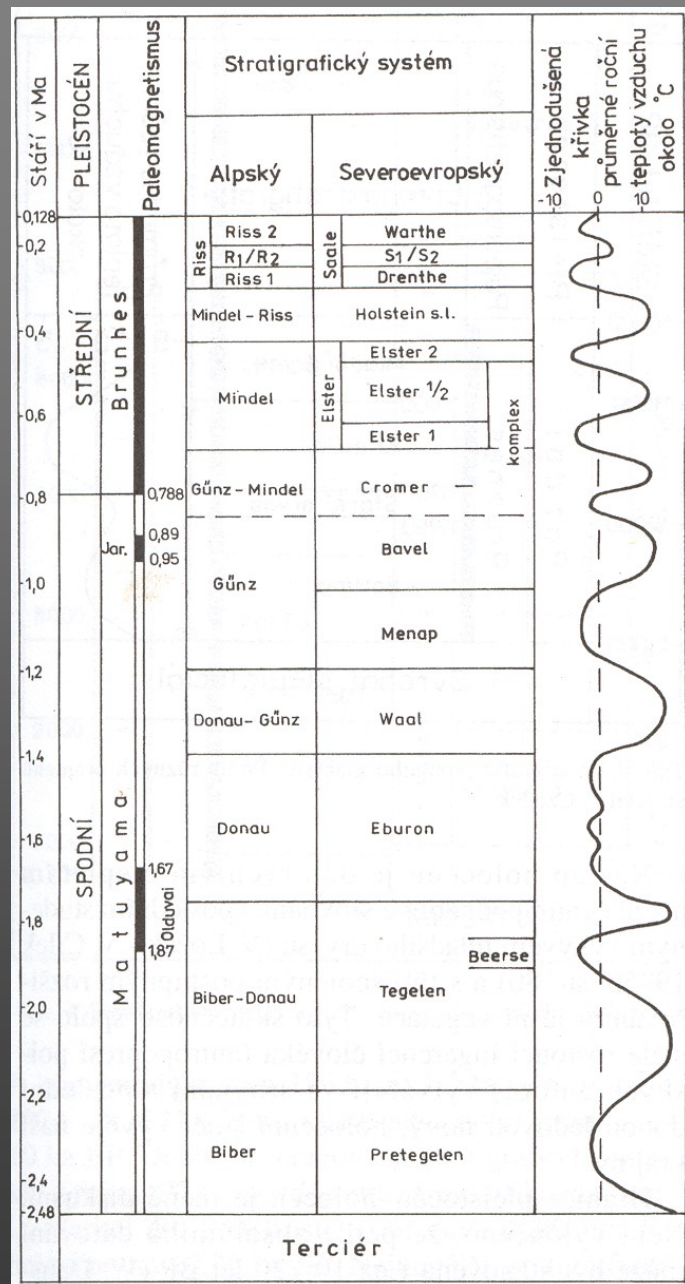 Stáří v Ma
PLEISTOCÉN
Paleomagnetismus
Stratigrafický systém
Alpský
Severoevropský
Zjednodušená
křivka
průměrné roční
teploty vzduchu
okolo °C
-10 0 10
0,128
0,2
0,4
0,6
0,8
1,0
1,2
1,4
1,6
1,8
2,0
2,2
2,4
2,48
STŘEDNÍ
SPODNÍ
Brunhes
Matuyama
Jar.
Olduvai
0,788
0,89
0,95
1,67
1,87
Riss
Riss 2
R1/R2
Riss 1
Mindel-Riss
Mindel
Gűnz-Mindel
Gűnz
Donau-Gűnz
Donau
Biber-Donau
Biber
Saale
Warthe
S1/S2
Drenthe
Holstein s.l.
Elster
Elster 2
Elster 1/2
Elster 1
komplex
Cromer
Bavel
Menap
Waal
Eburon
Beerse
Tegelen
Pretegelen
Terciér